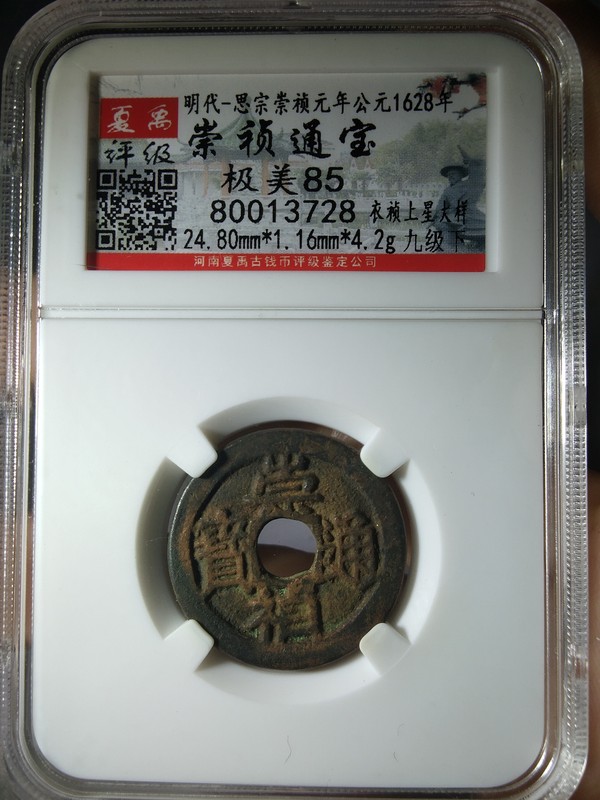 夏禹
评级
明代-思宗崇祯元年公元1628年
崇祯通宝
极美85
80013728 衣祯上星大样
24.80mm*1.16mm*4.2g 九级下
河南夏禹古钱币评级鉴定公司
崇禎通寶